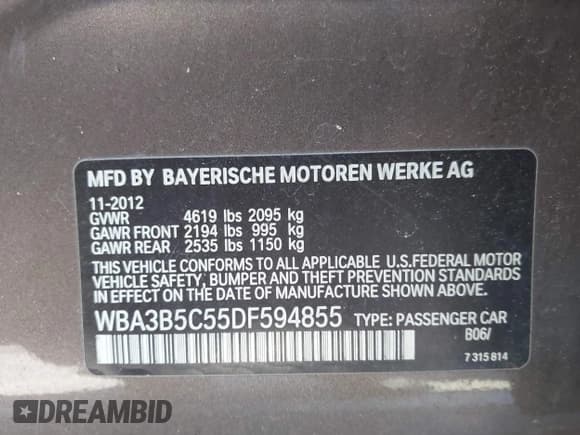 MFD BY BAYERISCHE MOTOREN WERKE AG
11-2012
GVWR 4619 lbs 2095 kg
GAWR FRONT 2194 lbs 995 kg
GAWR REAR 2535 lbs 1150 kg
THIS VEHICLE CONFORMS TO ALL APPLICABLE U.S.FEDERAL MOTOR
VEHICLE SAFETY, BUMPER AND THEFT PREVENTION STANDARDS
IN EFFECT ON THE DATE OF MANUFACTURE SHOWN ABOVE.
WBA3B5C55DF594855 TYPE: PASSENGER CAR
B06/
7 315 814
DREAMBID